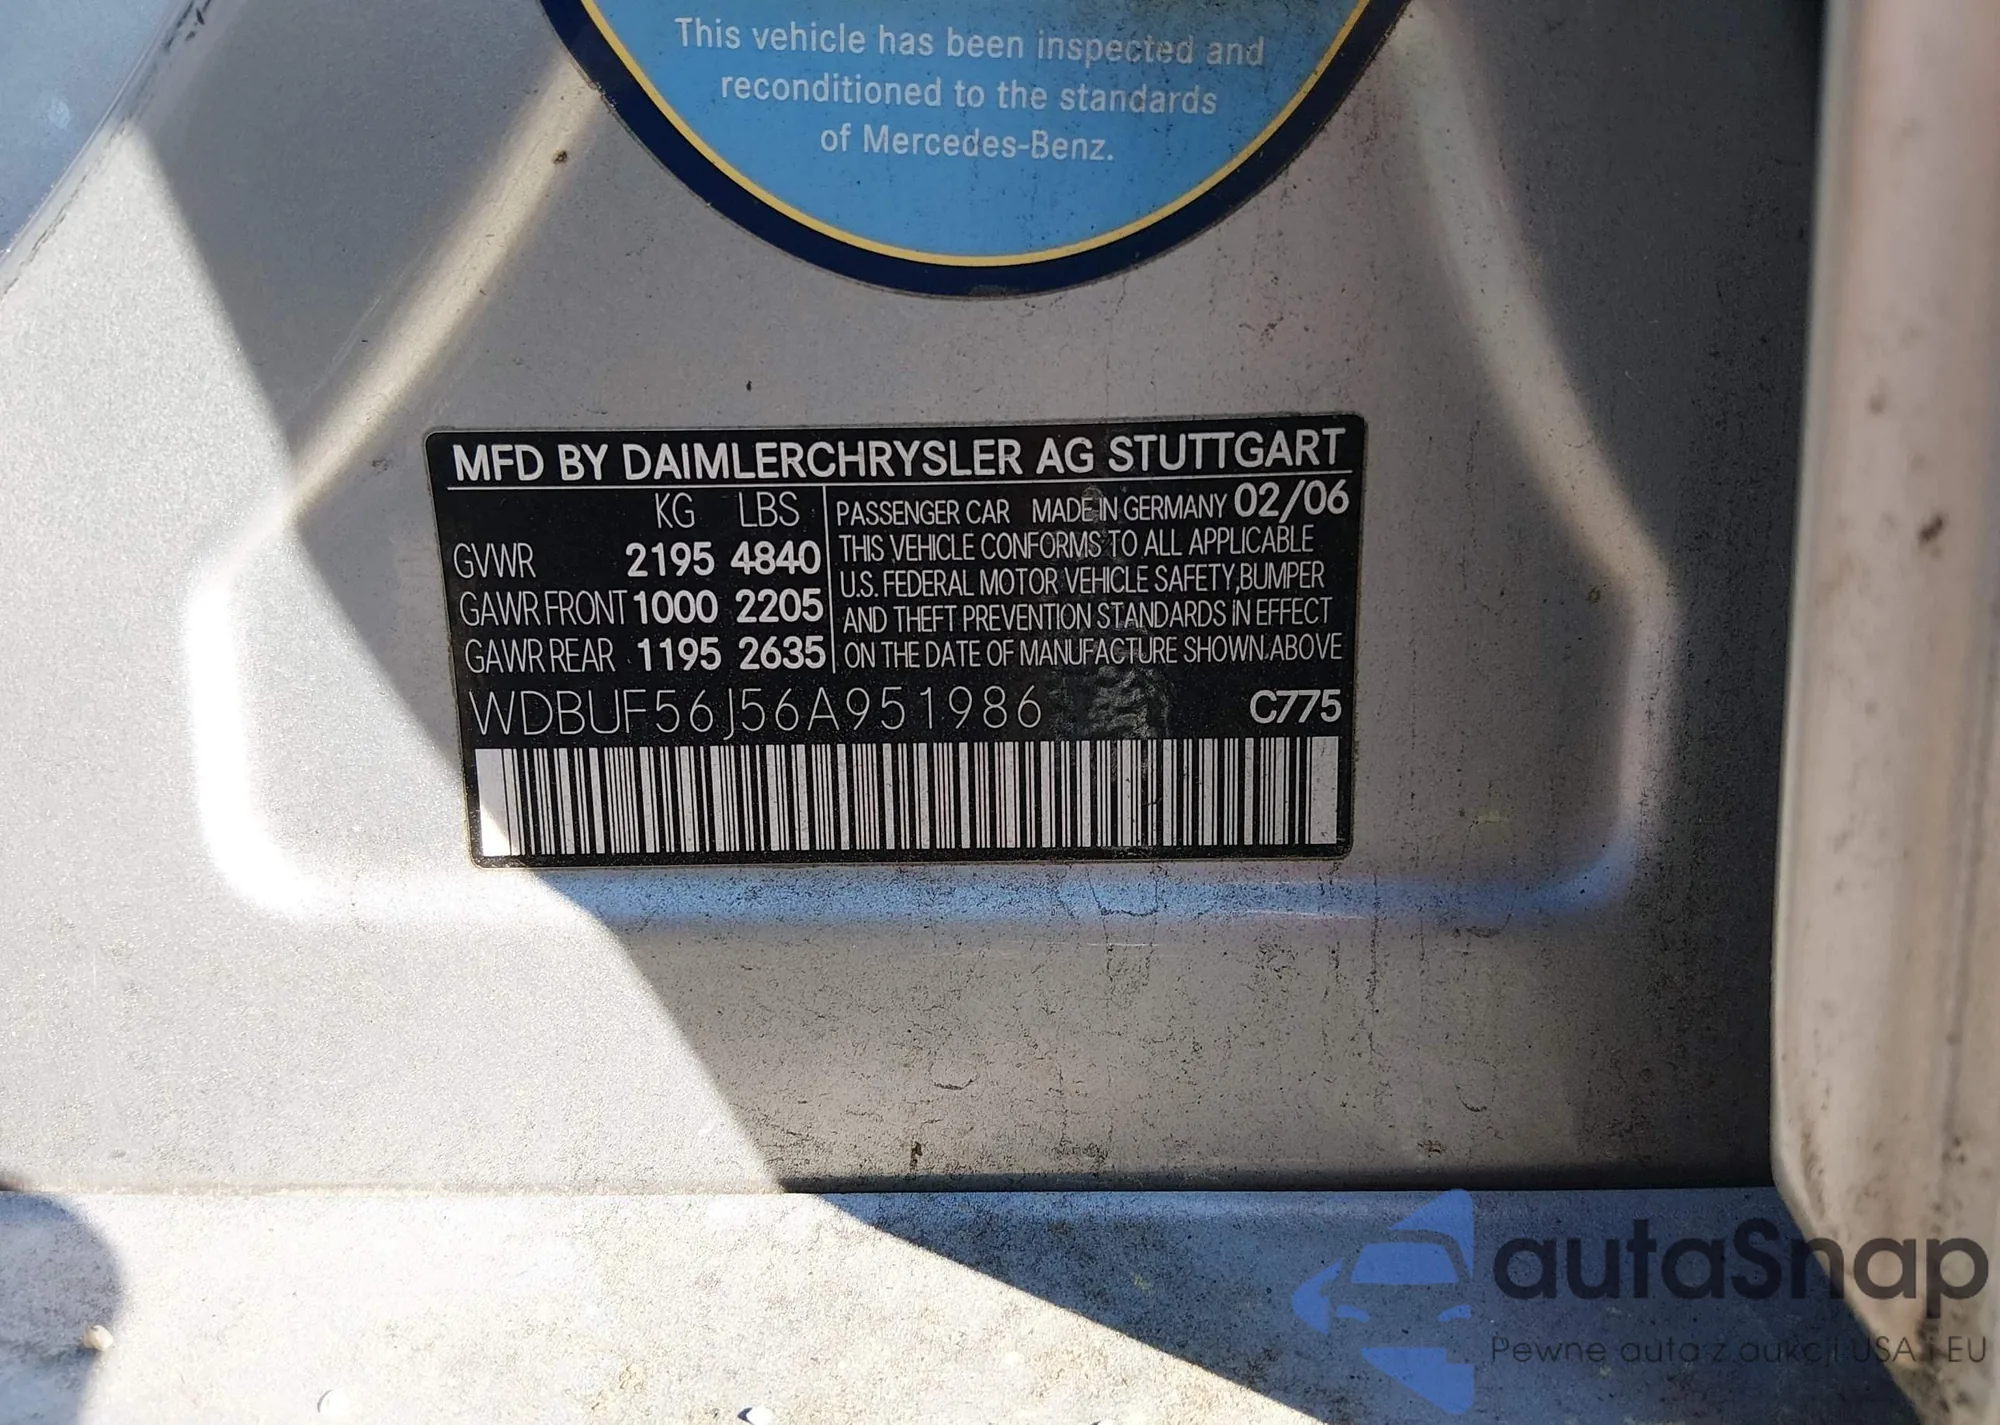 This vehicle has been inspected and
reconditioned to the standards
of Mercedes-Benz.
MFD BY DAIMLERCHRYSLER AG STUTTGART
KG LBS
GVWR 2195 4840
GAWR FRONT 1000 2205
GAWR REAR 1195 2635
PASSENGER CAR MADE IN GERMANY 02/06
THIS VEHICLE CONFORMS TO ALL APPLICABLE
U.S. FEDERAL MOTOR VEHICLE SAFETY,BUMPER
AND THEFT PREVENTION STANDARDS IN EFFECT
ON THE DATE OF MANUFACTURE SHOWN.ABOVE
WDBUF56J56A951986 C775
autaSnap
Pewne auta z aukcji USA i EU